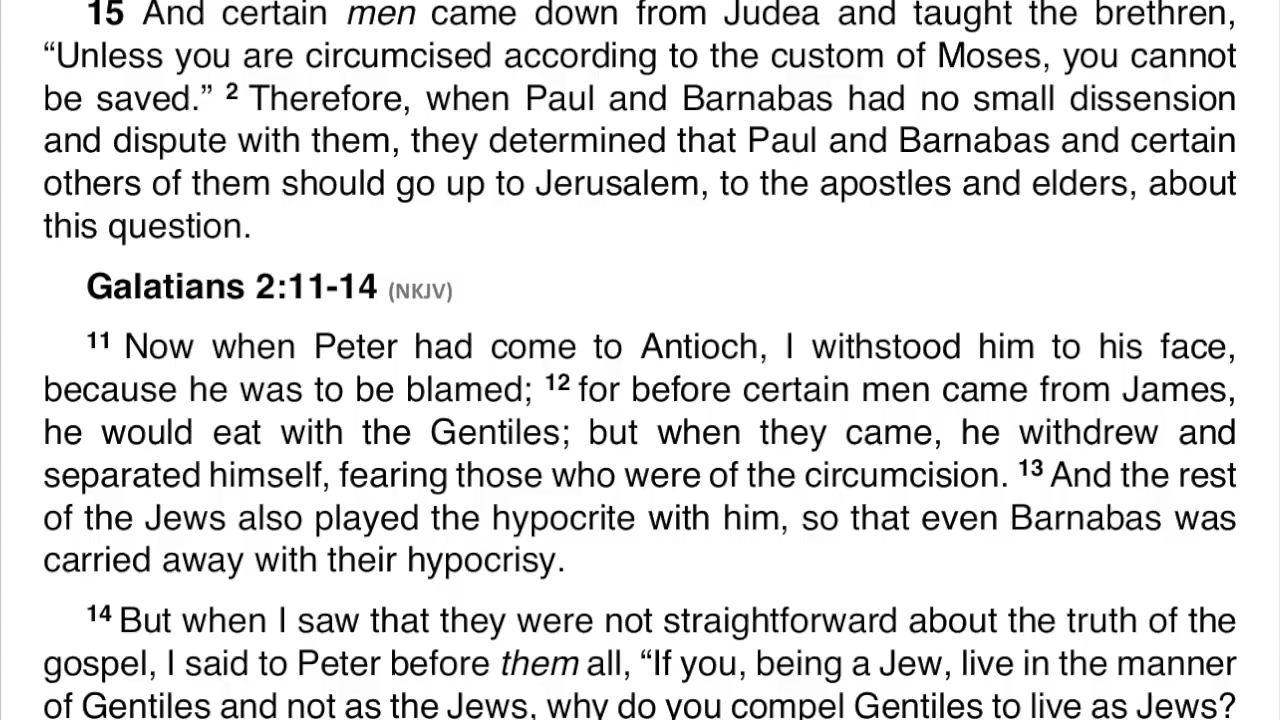 15 And certain men came down from Judea and taught the brethren,
“Unless you are circumcised according to the custom of Moses, you cannot
be saved.” 2 Therefore, when Paul and Barnabas had no small dissension
and dispute with them, they determined that Paul and Barnabas and certain
others of them should go up to Jerusalem, to the apostles and elders, about
this question.
Galatians 2:11-14 (NKJV)
11 Now when Peter had come to Antioch, I withstood him to his face,
because he was to be blamed; 12 for before certain men came from James,
he would eat with the Gentiles; but when they came, he withdrew and
separated himself, fearing those who were of the circumcision. 13 And the rest
of the Jews also played the hypocrite with him, so that even Barnabas was
carried away with their hypocrisy.
14 But when I saw that they were not straightforward about the truth of the
gospel, I said to Peter before them all, “If you, being a Jew, live in the manner
of Gentiles and not as the Jews, why do you compel Gentiles to live as Jews?